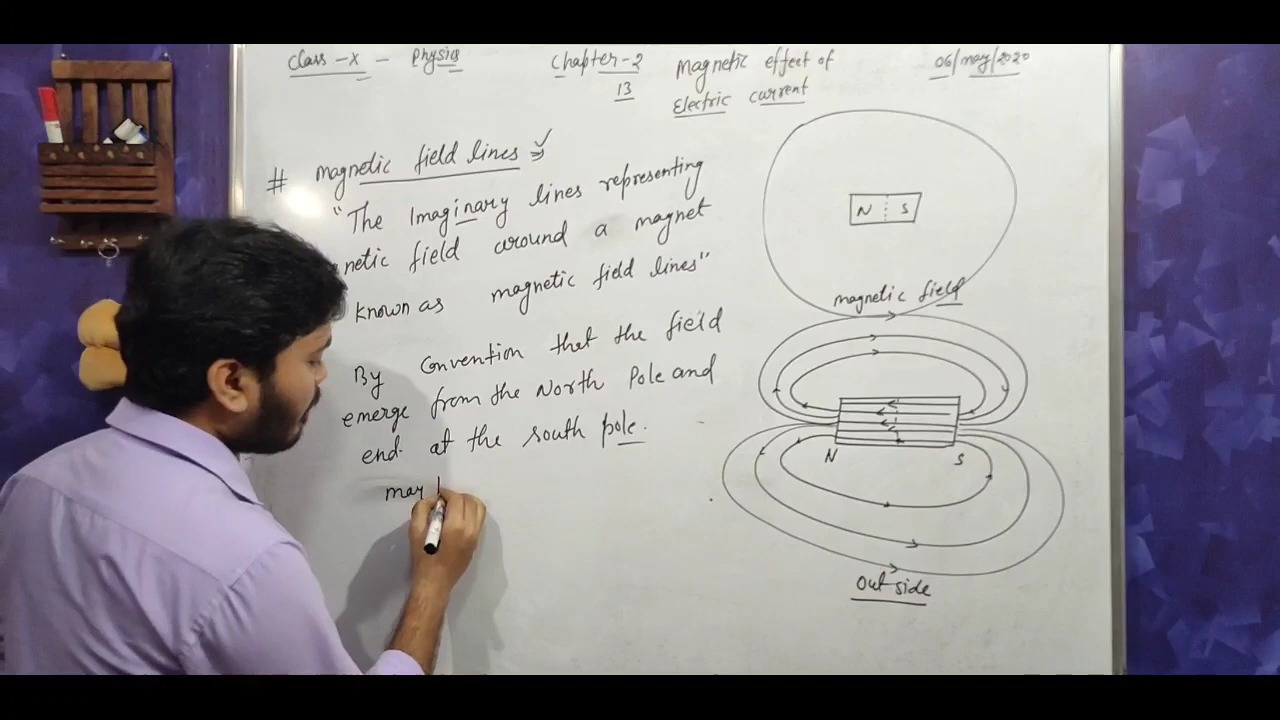 class -x - Physics
Chapter-2
13
Magnetic effect of
Electric current
06/may/2020
# magnetic field lines
"The Imaginary lines representing
netic field around a magnet
known as magnetic field lines"
By Convention that the field
emerge from the North Pole and
end. at the south pole.
may
N S
magnetic field
N S
Out side